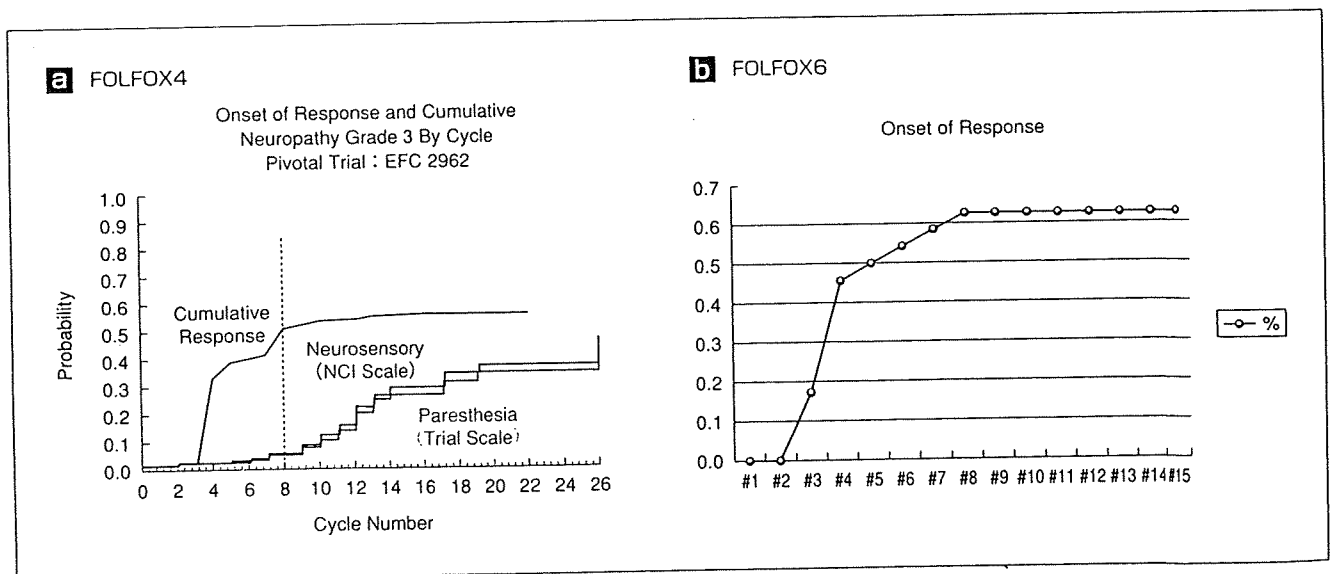 a FOLFOX4
Onset of Response and Cumulative
Neuropathy Grade 3 By Cycle
Pivotal Trial : EFC 2962
1.0
0.9
0.8
0.7
0.6
0.5
0.4
0.3
0.2
0.1
0.0
Probability
Cumulative
Response
Neurosensory
(NCI Scale)
Paresthesia
(Trial Scale)
0 2 4 6 8 10 12 14 16 18 20 22 24 26
Cycle Number
b FOLFOX6
Onset of Response
0.7
0.6
0.5
0.4
0.3
0.2
0.1
0.0
#1 #2 #3 #4 #5 #6 #7 #8 #9 #10 #11 #12 #13 #14 #15
%